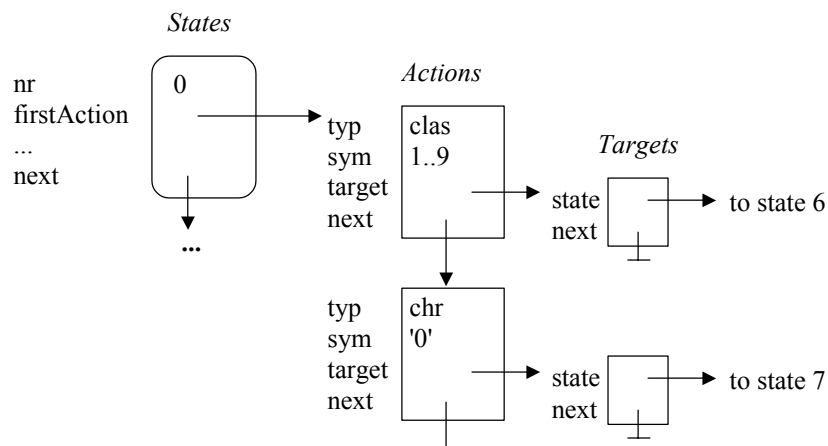 States
nr
firstAction
...
next
0
...
Actions
typ
sym
target
next
clas
1..9
Targets
state
next
to state 6
typ
sym
target
next
chr
'0'
state
next
to state 7